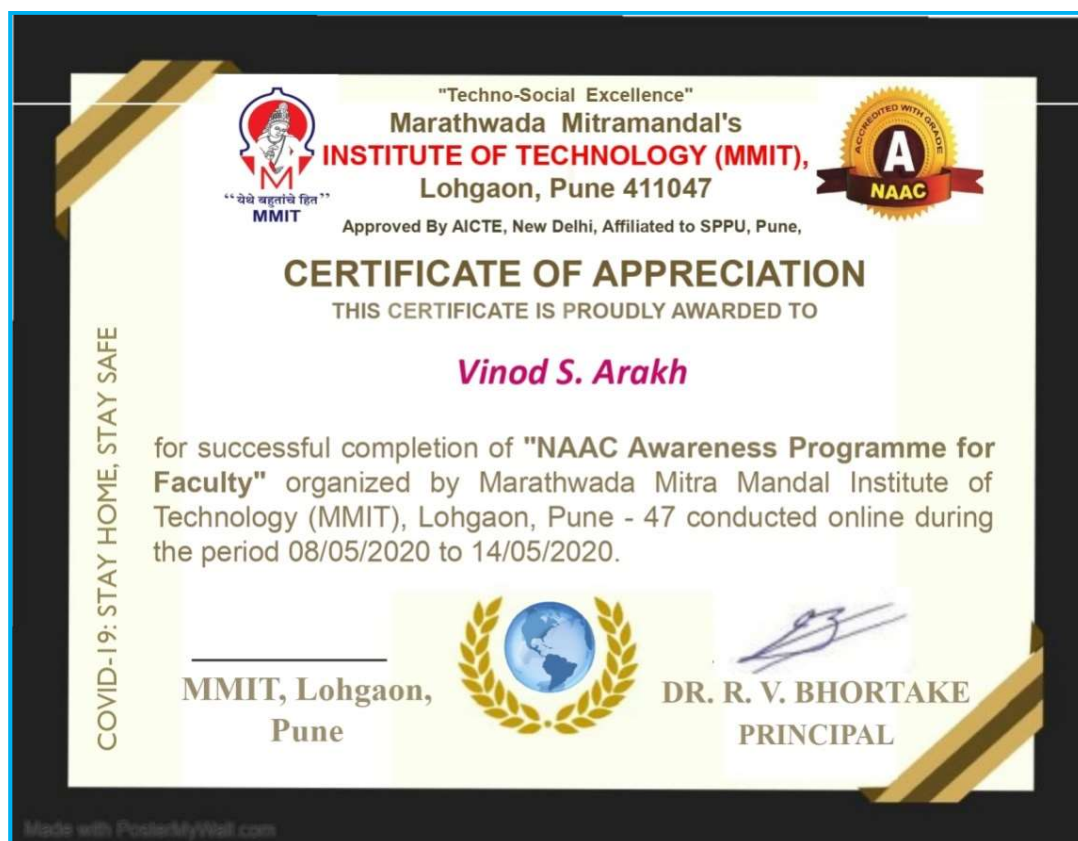 "Techno-Social Excellence"
Marathwada Mitramandal's
INSTITUTE OF TECHNOLOGY (MMIT),
Lohgaon, Pune 411047
Approved By AICTE, New Delhi, Affiliated to SPPU, Pune,
“येथे बहुतांचे हित”
MMIT
ACCREDITED WITH GRADE
A
NAAC
CERTIFICATE OF APPRECIATION
THIS CERTIFICATE IS PROUDLY AWARDED TO
Vinod S. Arakh
for successful completion of "NAAC Awareness Programme for
Faculty" organized by Marathwada Mitra Mandal Institute of
Technology (MMIT), Lohgaon, Pune - 47 conducted online during
the period 08/05/2020 to 14/05/2020.
COVID-19: STAY HOME, STAY SAFE
MMIT, Lohgaon,
Pune
DR. R. V. BHORTAKE
PRINCIPAL
Made with PosterMyWall.com